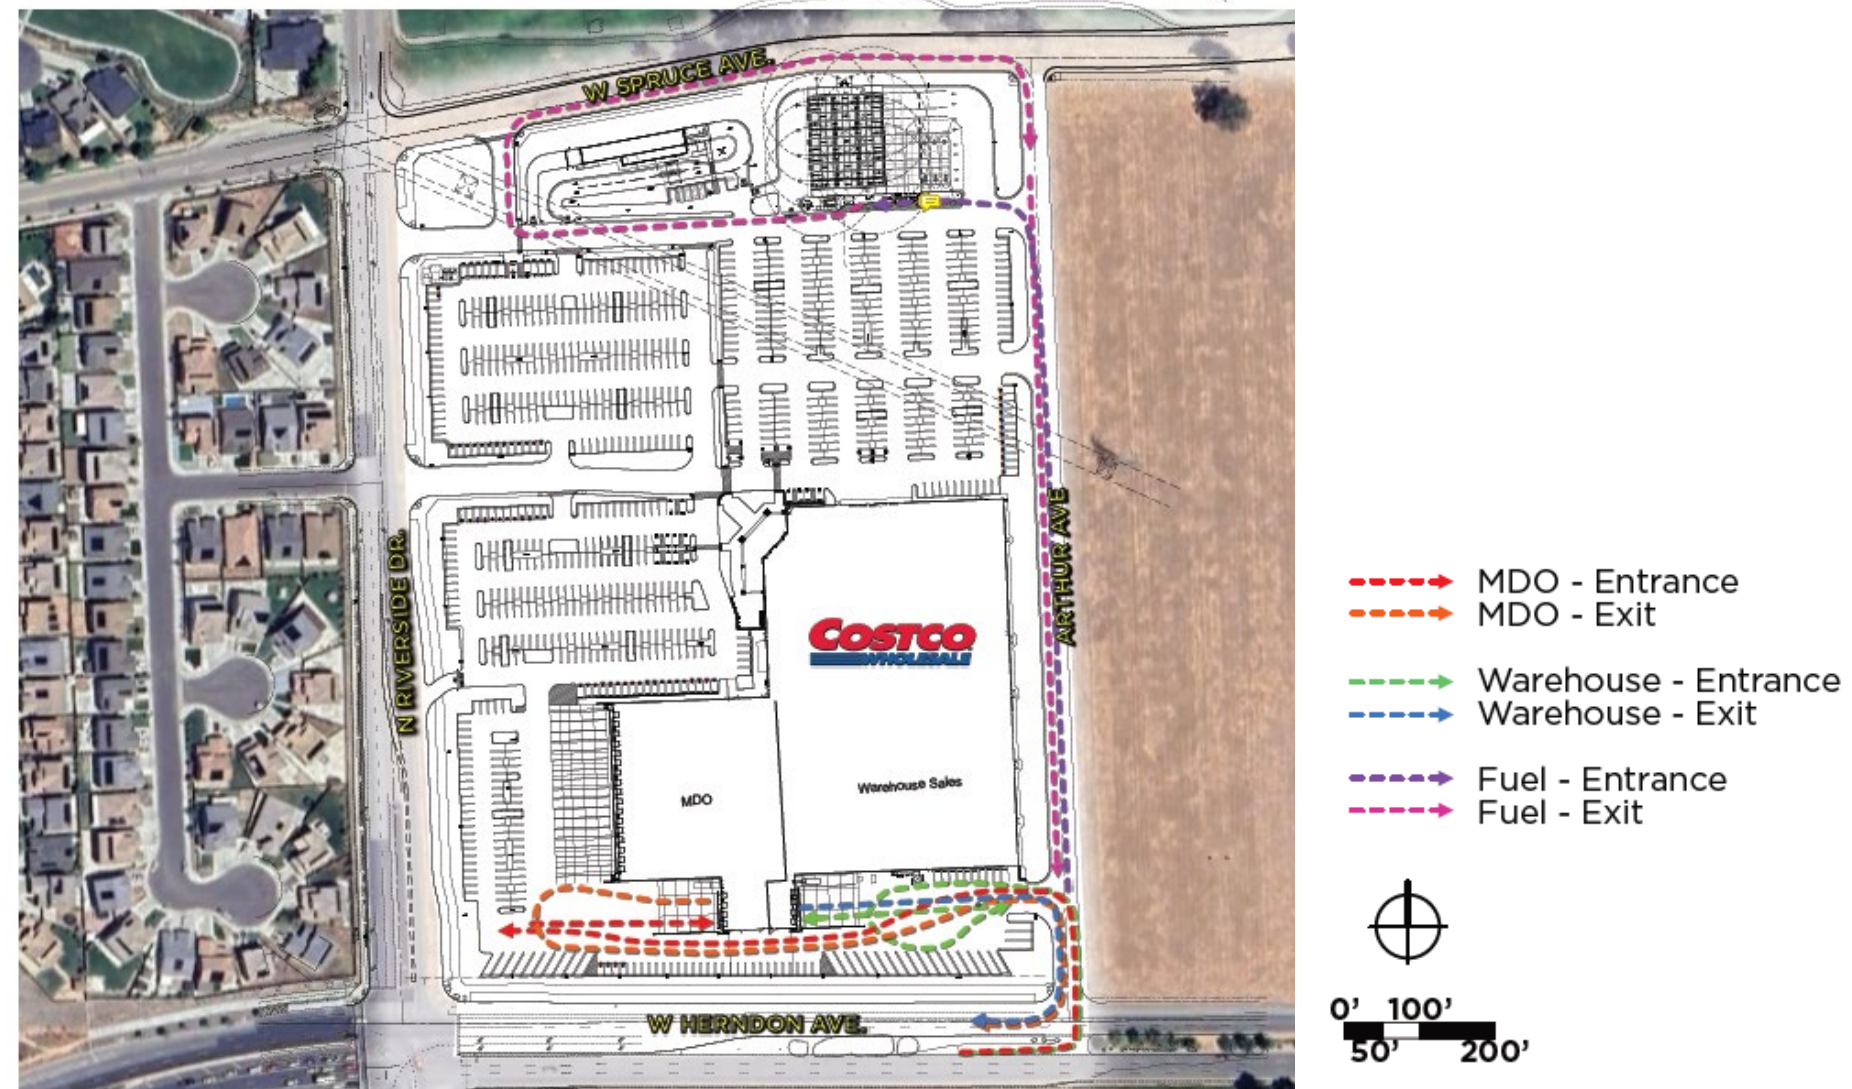 W SPRUCE AVE.
N RIVERSIDE DR.
ARTHUR AVE
COSTCO
WHOLESALE
MDO
Warehouse Sales
W HERNDON AVE.
MDO - Entrance
MDO - Exit
Warehouse - Entrance
Warehouse - Exit
Fuel - Entrance
Fuel - Exit
0' 100'
50' 200'